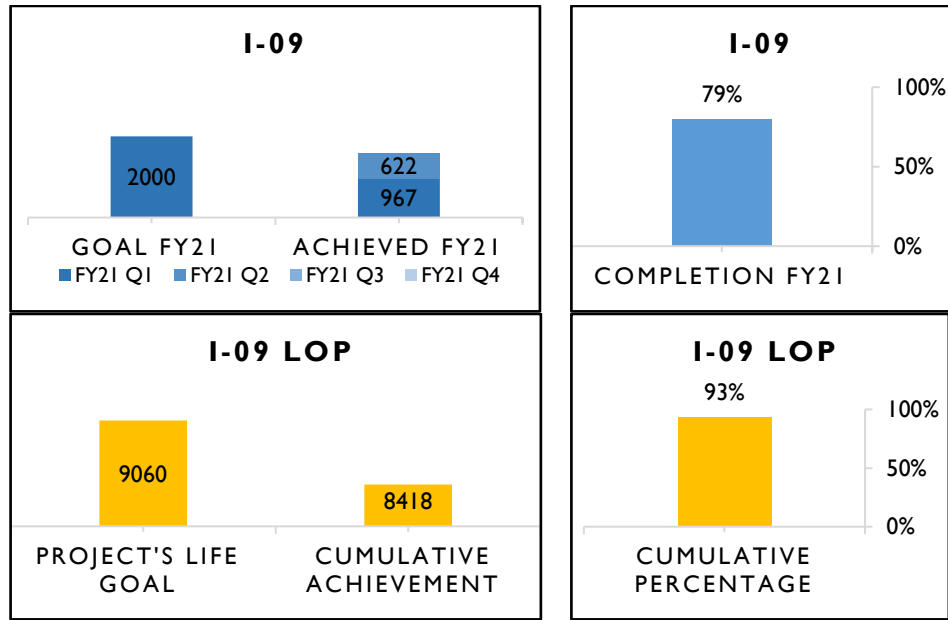 I-09
2000
622
967
GOAL FY21 ACHIEVED FY21
FY21 Q1 FY21 Q2 FY21 Q3 FY21 Q4
I-09
79%
100%
50%
0%
COMPLETION FY21
I-09 LOP
9060
8418
PROJECT'S LIFE
GOAL
CUMULATIVE
ACHIEVEMENT
I-09 LOP
93%
100%
50%
0%
CUMULATIVE
PERCENTAGE